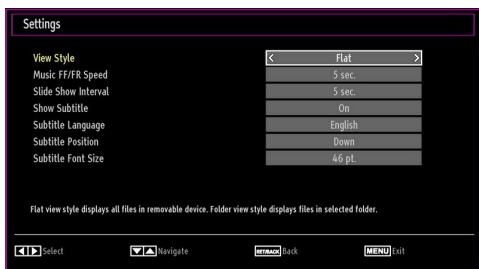 Settings
View Style < Flat >
Music FF/FR Speed 5 sec.
Slide Show Interval 5 sec.
Show Subtitle On
Subtitle Language English
Subtitle Position Down
Subtitle Font Size 46 pt.
Flat view style displays all files in removable device. Folder view style displays files in selected folder.
Select Navigate RET/BACK Back MENU Exit